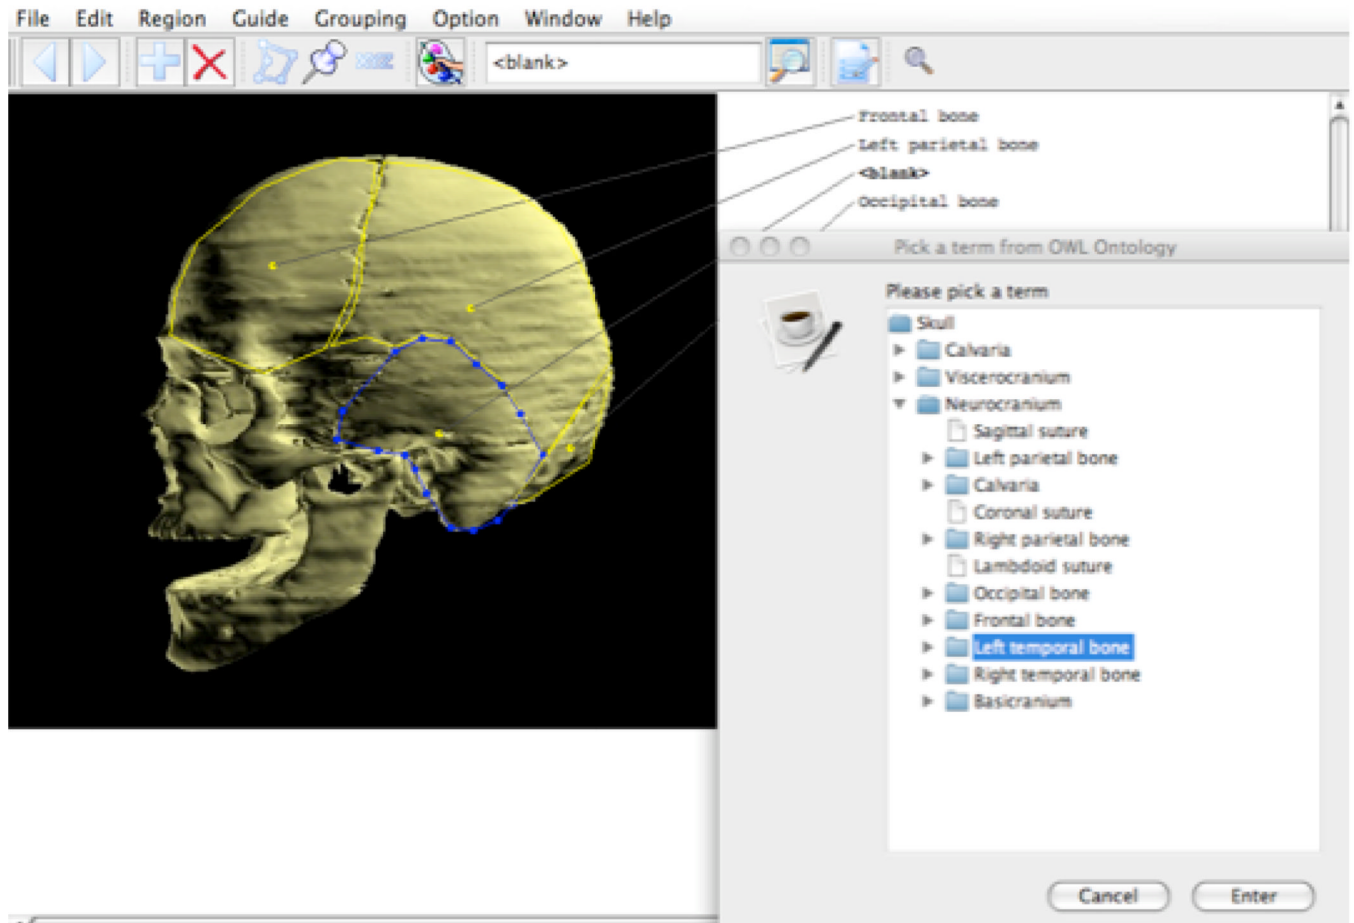 File Edit Region Guide Grouping Option Window Help
<blank>
Frontal bone
Left parietal bone
<blank>
Occipital bone
Pick a term from OWL Ontology
Please pick a term
Skull
Calvaria
Viscerocranium
Neurocranium
Sagittal suture
Left parietal bone
Calvaria
Coronal suture
Right parietal bone
Lambdoid suture
Occipital bone
Frontal bone
Left temporal bone
Right temporal bone
Basicranium
Cancel Enter